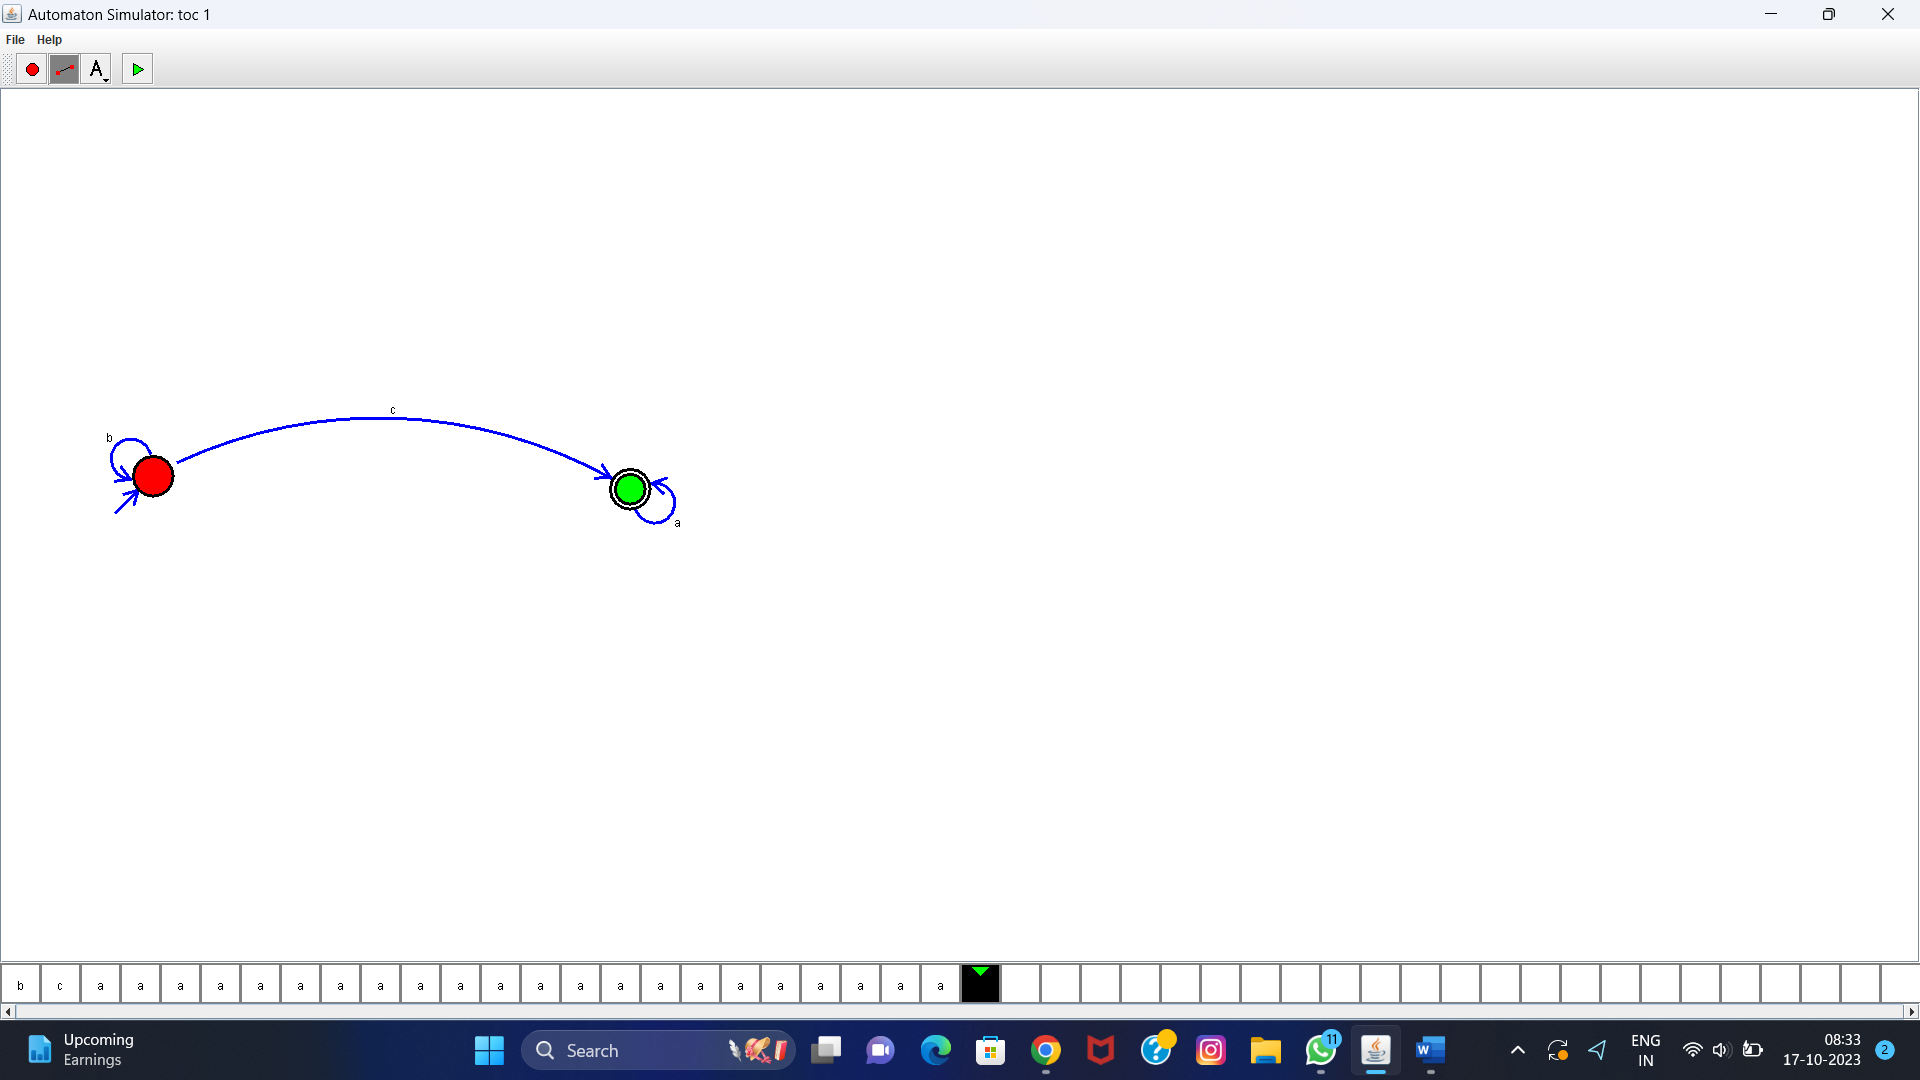 Automaton Simulator: toc 1
File Help
A
c
b
a
b c a a a a a a a a a a a a a a a a a a a a a a
Upcoming
Earnings
Search
11
W
ENG
IN
08:33
17-10-2023
2